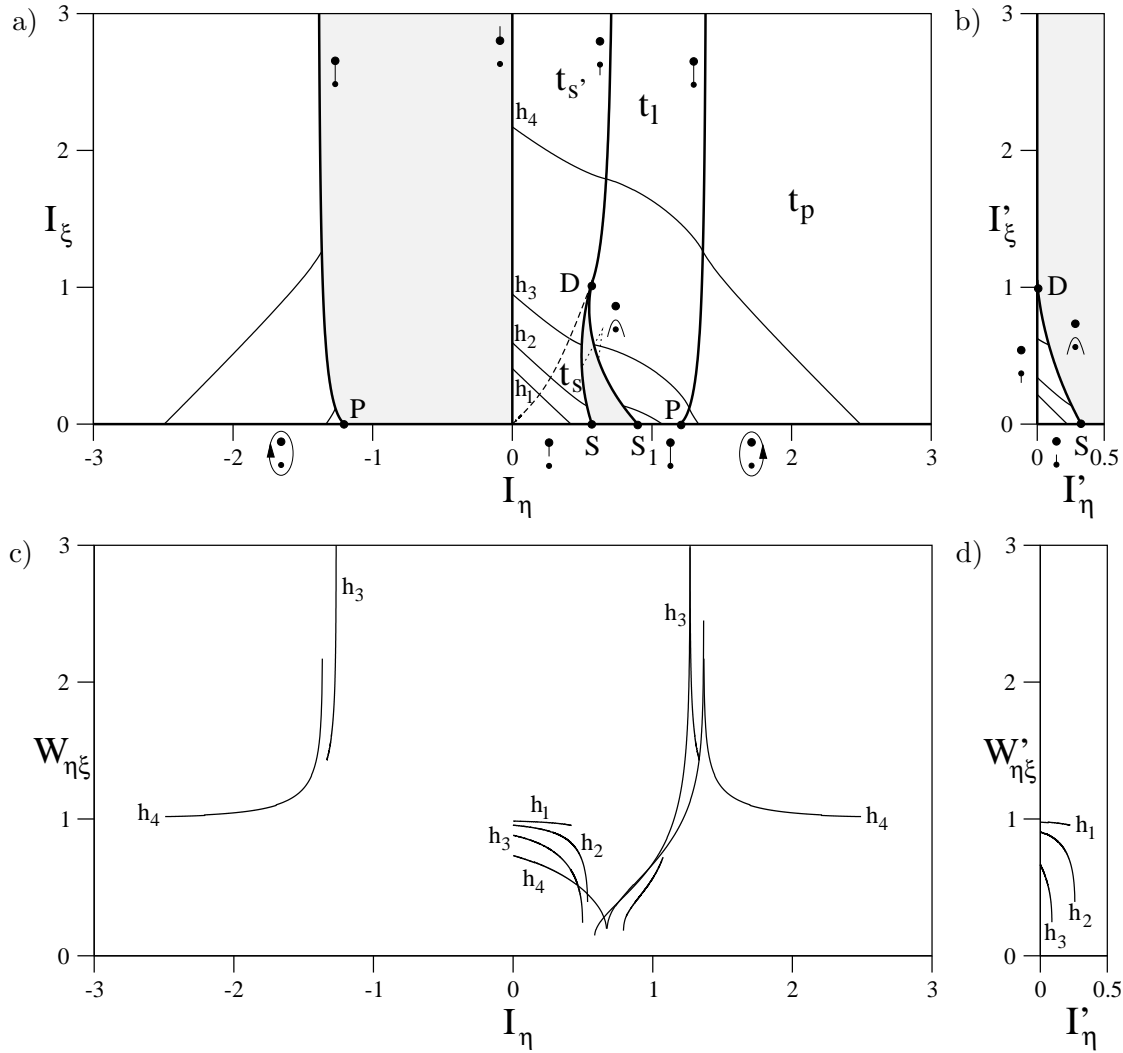 a)
3
2
1
0
I_ξ
-3
-2
-1
0
1
2
3
I_η
t_s'
t_l
t_p
t_s
h_4
h_3
h_2
h_1
D
P
P
S
S
b)
3
2
1
0
I'_ξ
D
S
0
0.5
I'_η
c)
3
2
1
0
W_ηξ
h_3
h_3
h_4
h_1
h_2
h_3
h_4
h_4
-3
-2
-1
0
1
2
3
I_η
d)
3
2
1
0
W'_ηξ
h_1
h_2
h_3
0
0.5
I'_η